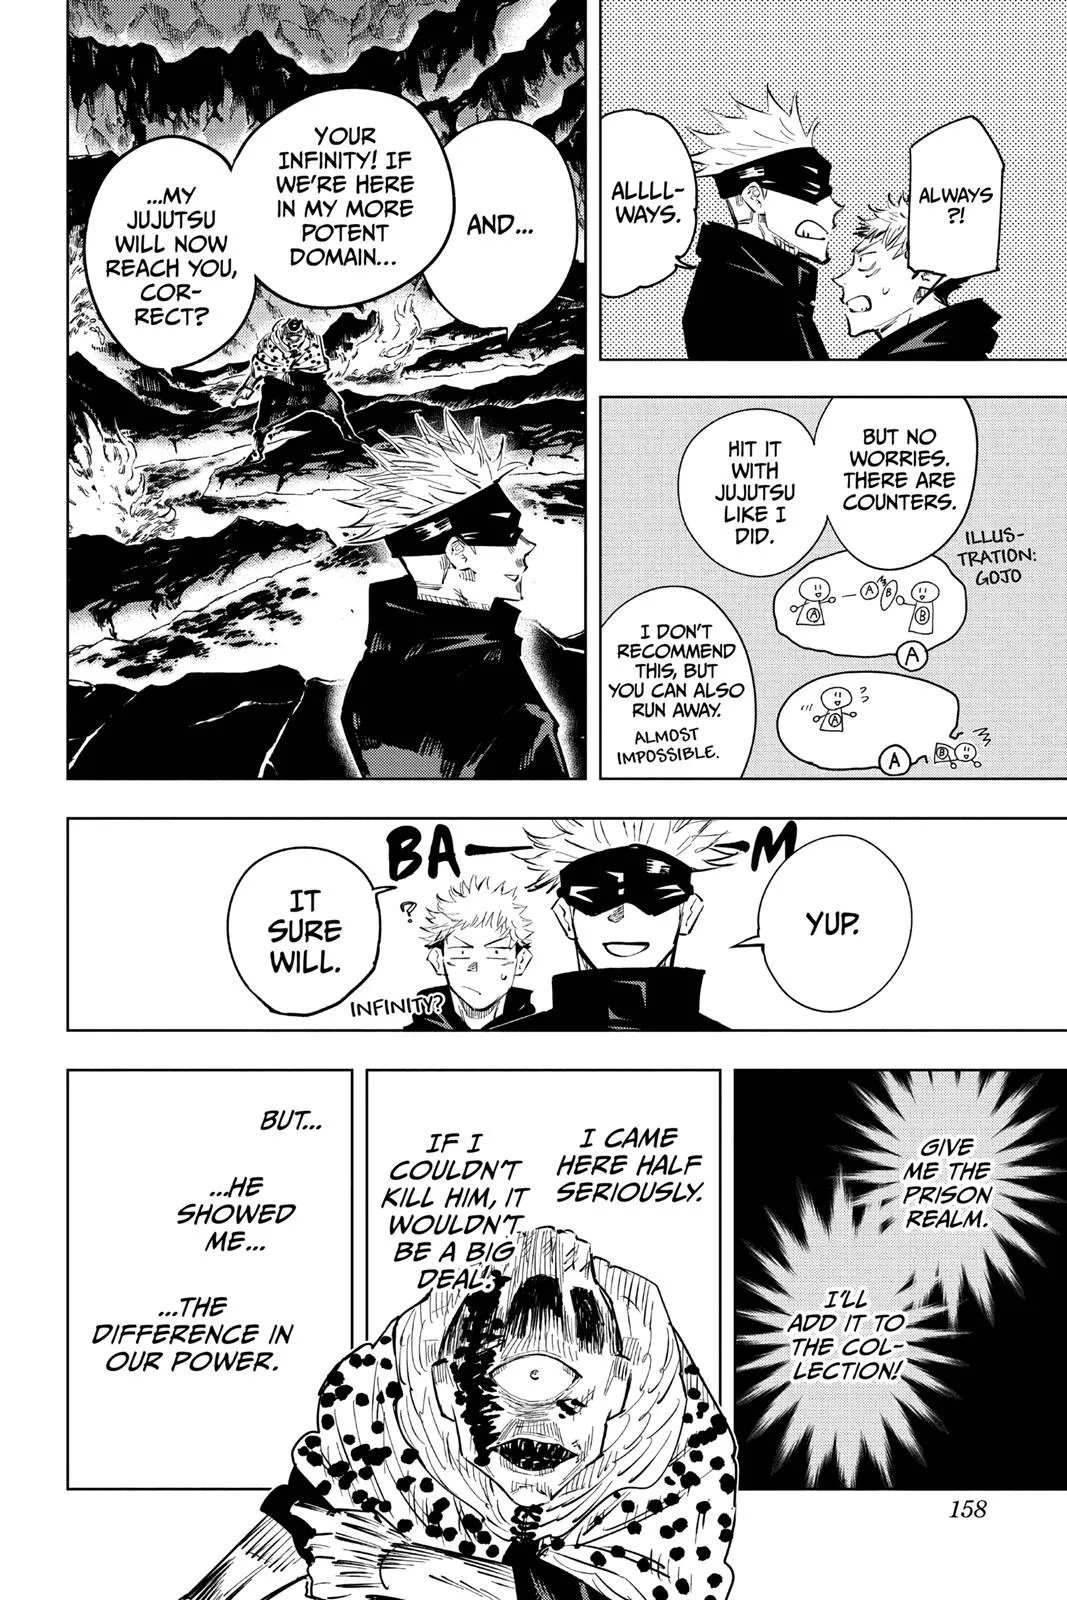 ALWAYS
?!
ALLLL-
WAYS.
BUT NO
WORRIES.
THERE ARE
COUNTERS.
HIT IT
WITH
JUJUTSU
LIKE I
DID.
ILLUS-
TRATION:
GOJO
A
A
B
B
A
I DON'T
RECOMMEND
THIS, BUT
YOU CAN ALSO
RUN AWAY.
ALMOST
IMPOSSIBLE.
A
A
B
AND...
YOUR
INFINITY! IF
WE'RE HERE
IN MY MORE
POTENT
DOMAIN...
...MY
JUJUTSU
WILL NOW
REACH YOU,
COR-
RECT?
BA—M
YUP.
IT
SURE
WILL.
?
INFINITY?
GIVE
ME THE
PRISON
REALM.
I'LL
ADD IT TO
THE COL-
LECTION!
I CAME
HERE HALF
SERIOUSLY.
IF I
COULDN'T
KILL HIM, IT
WOULDN'T
BE A BIG
DEAL.
BUT...
...HE
SHOWED
ME...
...THE
DIFFERENCE IN
OUR POWER.
158